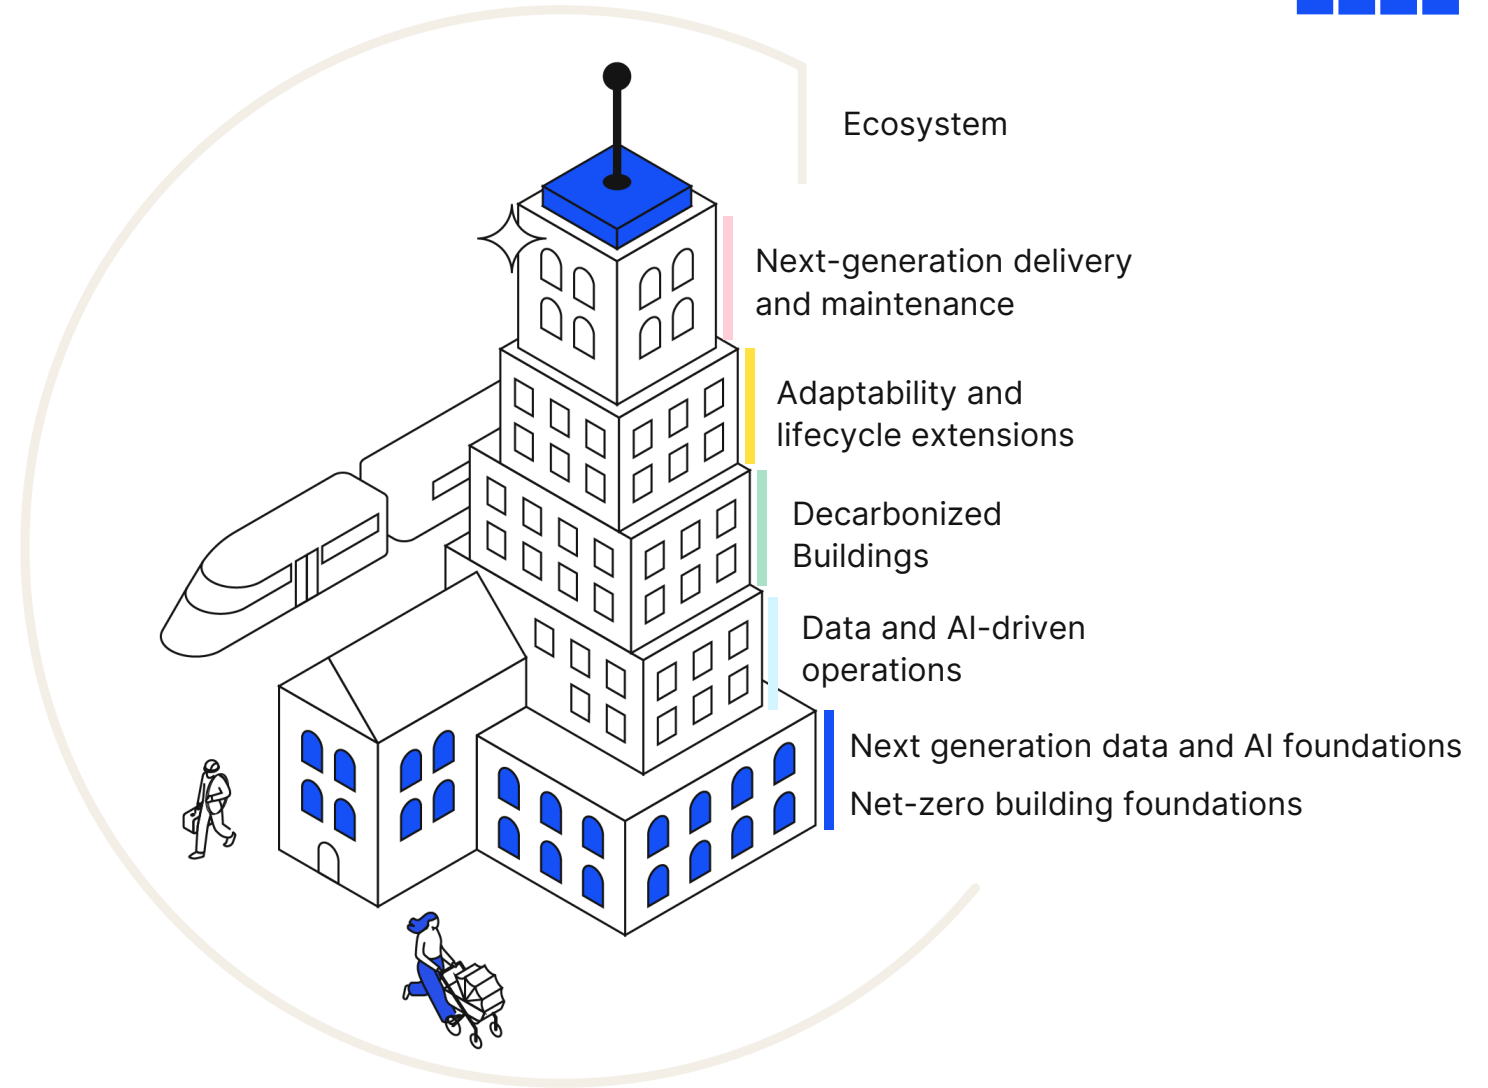 Ecosystem
Next-generation delivery
and maintenance
Adaptability and
lifecycle extensions
Decarbonized
Buildings
Data and AI-driven
operations
Next generation data and AI foundations
Net-zero building foundations